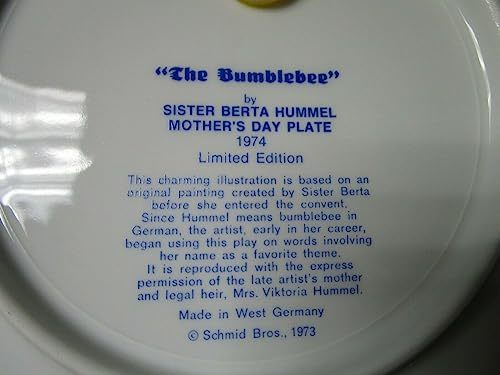 "The Bumblebee"
by
SISTER BERTA HUMMEL
MOTHER'S DAY PLATE
1974
Limited Edition
This charming illustration is based on an
original painting created by Sister Berta
before she entered the convent.
Since Hummel means bumblebee in
German, the artist, early in her career,
began using this play on words involving
her name as a favorite theme.
It is reproduced with the express
permission of the late artist's mother
and legal heir, Mrs. Viktoria Hummel.
Made in West Germany
© Schmid Bros., 1973